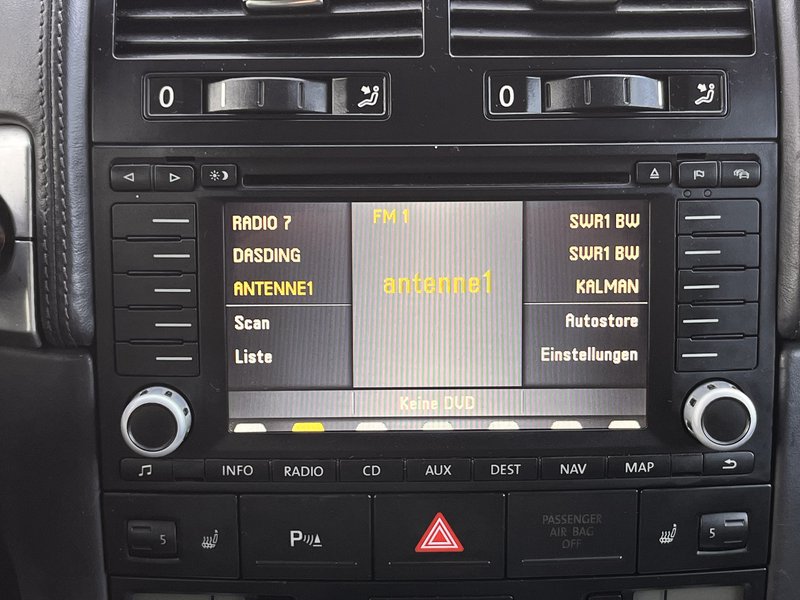 0 0
RADIO 7 FM 1 SWR1 BW
DASDING SWR1 BW
ANTENNE1 antenne1 KALMAN
Scan Autostore
Liste Einstellungen
Keine DVD
INFO RADIO CD AUX DEST NAV MAP
5 P PASSENGER AIR BAG OFF 5